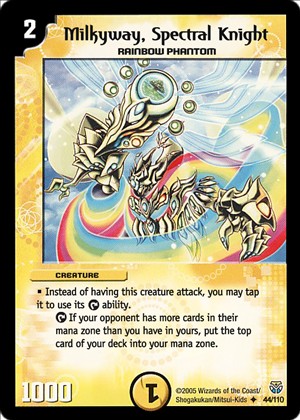 2
Milkyway, Spectral Knight
RAINBOW PHANTOM
CREATURE
▪ Instead of having this creature attack, you may tap
it to use its ability.
If your opponent has more cards in their
mana zone than you have in yours, put the top
card of your deck into your mana zone.
1000
1
©2005 Wizards of the Coast/
Shogakukan/Mitsui-Kids ♦ 44/110